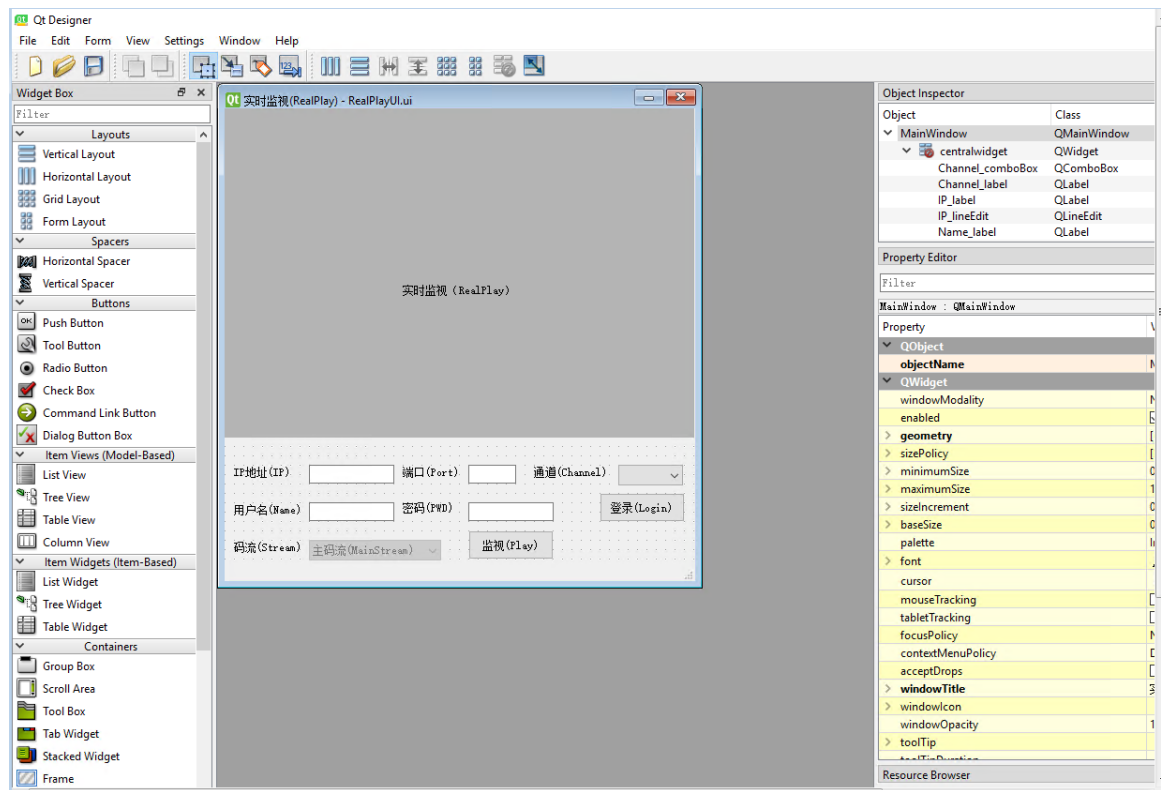 Qt Designer
File Edit Form View Settings Window Help
Widget Box
Filter
Layouts
Vertical Layout
Horizontal Layout
Grid Layout
Form Layout
Spacers
Horizontal Spacer
Vertical Spacer
Buttons
Push Button
Tool Button
Radio Button
Check Box
Command Link Button
Dialog Button Box
Item Views (Model-Based)
List View
Tree View
Table View
Column View
Item Widgets (Item-Based)
List Widget
Tree Widget
Table Widget
Containers
Group Box
Scroll Area
Tool Box
Tab Widget
Stacked Widget
Frame
实时监视(RealPlay) - RealPlayUI.ui
实时监视（RealPlay)
IP地址(IP) 端口(Port) 通道(Channel)
用户名(Name) 密码(PWD) 登录(Login)
码流(Stream) 主码流(MainStream) 监视(Play)
Object Inspector
Object Class
MainWindow QMainWindow
centralwidget QWidget
Channel_comboBox QComboBox
Channel_label QLabel
IP_label QLabel
IP_lineEdit QLineEdit
Name_label QLabel
Property Editor
Filter
MainWindow : QMainWindow
Property
QObject
objectName
QWidget
windowModality
enabled
geometry
sizePolicy
minimumSize
maximumSize
sizeIncrement
baseSize
palette
font
cursor
mouseTracking
tabletTracking
focusPolicy
contextMenuPolicy
acceptDrops
windowTitle
windowIcon
windowOpacity
toolTip
Resource Browser